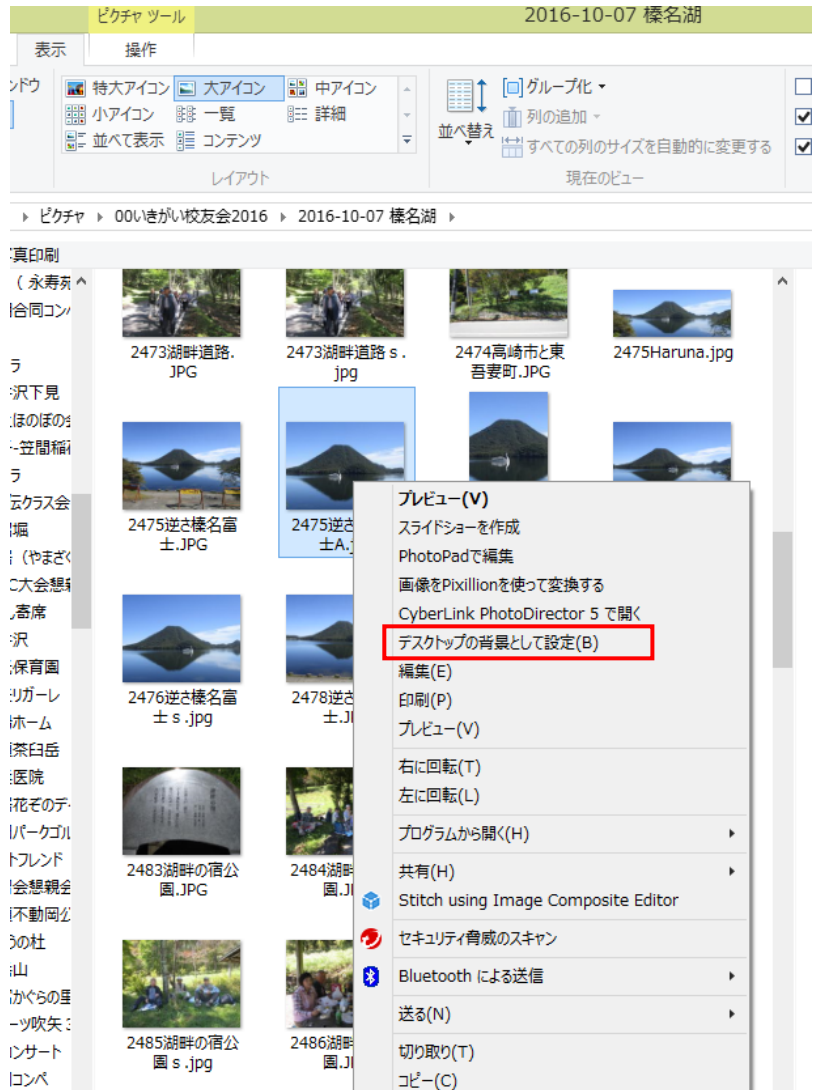 ピクチャ ツール
2016-10-07 榛名湖
表示
操作
ンドウ
特大アイコン
大アイコン
中アイコン
小アイコン
一覧
詳細
並べて表示
コンテンツ
レイアウト
並べ替え
グループ化
列の追加
すべての列のサイズを自動的に変更する
現在のビュー
ピクチャ
00いきがい校友会2016
2016-10-07 榛名湖
真印刷
( 永寿苑
合同コン
ラ
沢下見
ほのぼの会
-笠間稲
ラ
伝クラス会
堀
(やまざく
C大会懇親
寄席
沢
保育園
リガーレ
ホーム
茶臼岳
医院
花ぞのデ
パークゴル
トフレンド
会懇親会
不動岡公
うの杜
山
かぐらの里
ーツ吹矢
ンサート
コンペ
2473湖畔道路.
JPG
2473湖畔道路ｓ.
jpg
2474高崎市と東
吾妻町.JPG
2475Haruna.jpg
2475逆さ榛名富
士.JPG
2475逆さ
士A.j
2476逆さ榛名富
士ｓ.jpg
2478逆さ
士.J
2483湖畔の宿公
園.JPG
2484湖畔
園.J
2485湖畔の宿公
園ｓ.jpg
2486湖畔
園.J
プレビュー(V)
スライドショーを作成
PhotoPadで編集
画像をPixillionを使って変換する
CyberLink PhotoDirector 5 で開く
デスクトップの背景として設定(B)
編集(E)
印刷(P)
プレビュー(V)
右に回転(T)
左に回転(L)
プログラムから開く(H)
共有(H)
Stitch using Image Composite Editor
セキュリティ脅威のスキャン
Bluetooth による送信
送る(N)
切り取り(T)
コピー(C)